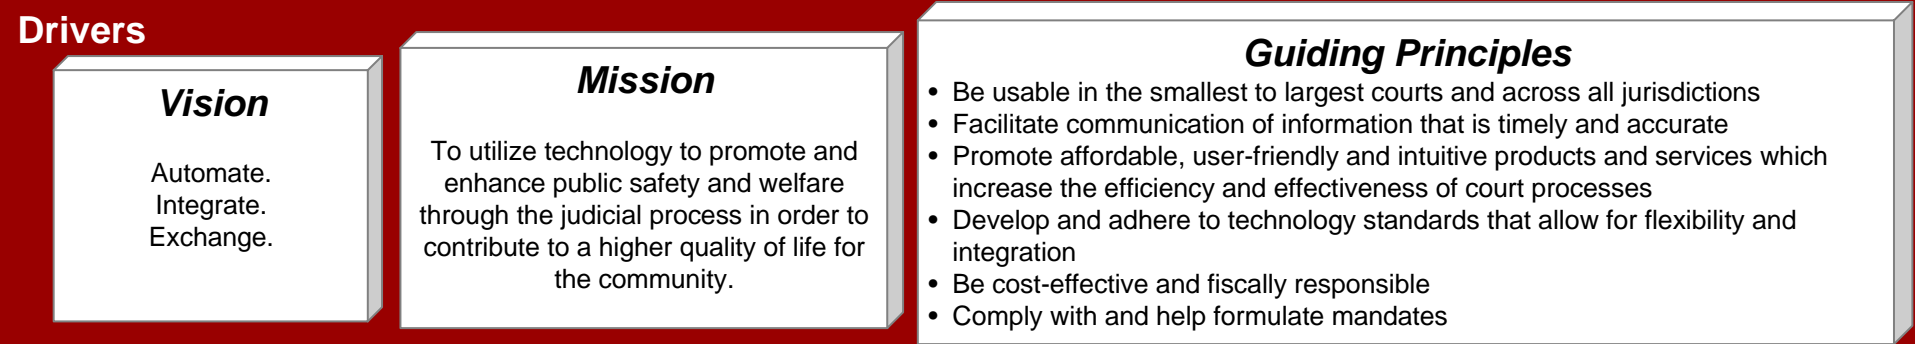 Drivers
Vision
Automate.
Integrate.
Exchange.
Mission
To utilize technology to promote and
enhance public safety and welfare
through the judicial process in order to
contribute to a higher quality of life for
the community.
Guiding Principles
• Be usable in the smallest to largest courts and across all jurisdictions
• Facilitate communication of information that is timely and accurate
• Promote affordable, user-friendly and intuitive products and services which
increase the efficiency and effectiveness of court processes
• Develop and adhere to technology standards that allow for flexibility and
integration
• Be cost-effective and fiscally responsible
• Comply with and help formulate mandates